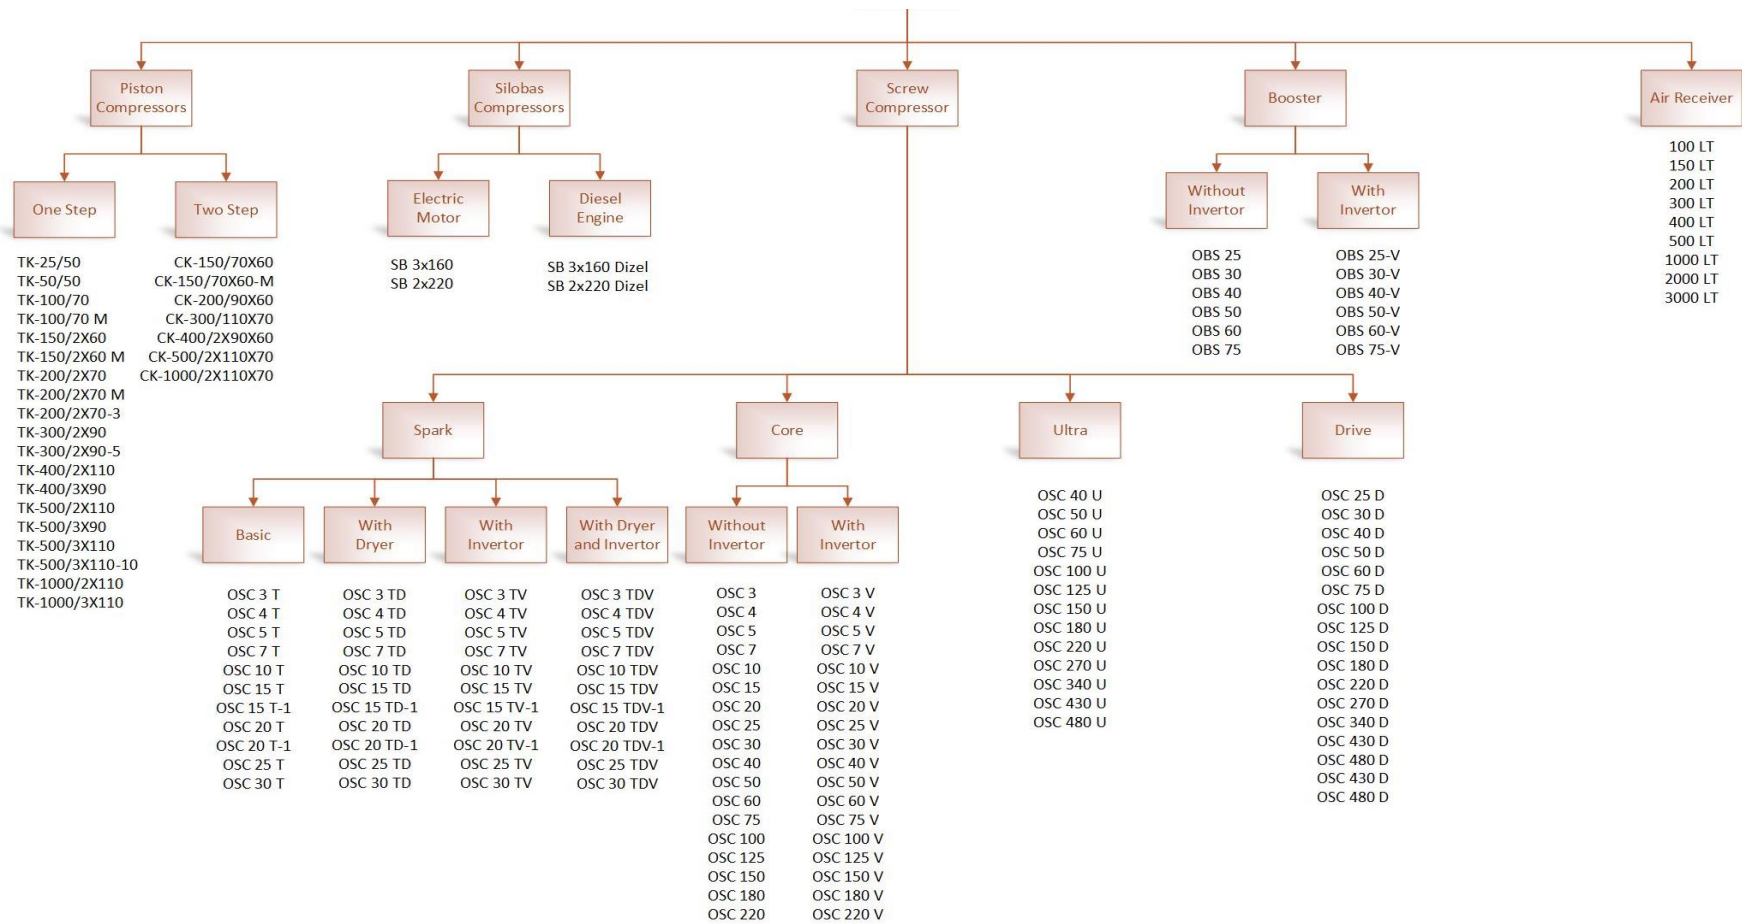 Piston
Compressors
Silobas
Compressors
Screw
Compressor
Booster
Air Receiver
One Step
Two Step
Electric
Motor
Diesel
Engine
Without
Invertor
With
Invertor
100 LT
150 LT
200 LT
300 LT
400 LT
500 LT
1000 LT
2000 LT
3000 LT
TK-25/50
TK-50/50
TK-100/70
TK-100/70 M
TK-150/2X60
TK-150/2X60 M
TK-200/2X70
TK-200/2X70 M
TK-200/2X70-3
TK-300/2X90
TK-300/2X90-5
TK-400/2X110
TK-400/3X90
TK-500/2X110
TK-500/3X90
TK-500/3X110
TK-500/3X110-10
TK-1000/2X110
TK-1000/3X110
CK-150/70X60
CK-150/70X60-M
CK-200/90X60
CK-300/110X70
CK-400/2X90X60
CK-500/2X110X70
CK-1000/2X110X70
SB 3x160
SB 2x220
SB 3x160 Dizel
SB 2x220 Dizel
OBS 25
OBS 30
OBS 40
OBS 50
OBS 60
OBS 75
OBS 25-V
OBS 30-V
OBS 40-V
OBS 50-V
OBS 60-V
OBS 75-V
Spark
Core
Ultra
Drive
Basic
With
Dryer
With
Invertor
With Dryer
and Invertor
Without
Invertor
With
Invertor
OSC 3 T
OSC 4 T
OSC 5 T
OSC 7 T
OSC 10 T
OSC 15 T
OSC 15 T-1
OSC 20 T
OSC 20 T-1
OSC 25 T
OSC 30 T
OSC 3 TD
OSC 4 TD
OSC 5 TD
OSC 7 TD
OSC 10 TD
OSC 15 TD
OSC 15 TD-1
OSC 20 TD
OSC 20 TD-1
OSC 25 TD
OSC 30 TD
OSC 3 TV
OSC 4 TV
OSC 5 TV
OSC 7 TV
OSC 10 TV
OSC 15 TV
OSC 15 TV-1
OSC 20 TV
OSC 20 TV-1
OSC 25 TV
OSC 30 TV
OSC 3 TDV
OSC 4 TDV
OSC 5 TDV
OSC 7 TDV
OSC 10 TDV
OSC 15 TDV
OSC 15 TDV-1
OSC 20 TDV
OSC 20 TDV-1
OSC 25 TDV
OSC 30 TDV
OSC 3
OSC 4
OSC 5
OSC 7
OSC 10
OSC 15
OSC 20
OSC 25
OSC 30
OSC 40
OSC 50
OSC 60
OSC 75
OSC 100
OSC 125
OSC 150
OSC 180
OSC 220
OSC 3 V
OSC 4 V
OSC 5 V
OSC 7 V
OSC 10 V
OSC 15 V
OSC 20 V
OSC 25 V
OSC 30 V
OSC 40 V
OSC 50 V
OSC 60 V
OSC 75 V
OSC 100 V
OSC 125 V
OSC 150 V
OSC 180 V
OSC 220 V
OSC 40 U
OSC 50 U
OSC 60 U
OSC 75 U
OSC 100 U
OSC 125 U
OSC 150 U
OSC 180 U
OSC 220 U
OSC 270 U
OSC 340 U
OSC 430 U
OSC 480 U
OSC 25 D
OSC 30 D
OSC 40 D
OSC 50 D
OSC 60 D
OSC 75 D
OSC 100 D
OSC 125 D
OSC 150 D
OSC 180 D
OSC 220 D
OSC 270 D
OSC 340 D
OSC 430 D
OSC 480 D
OSC 430 D
OSC 480 D